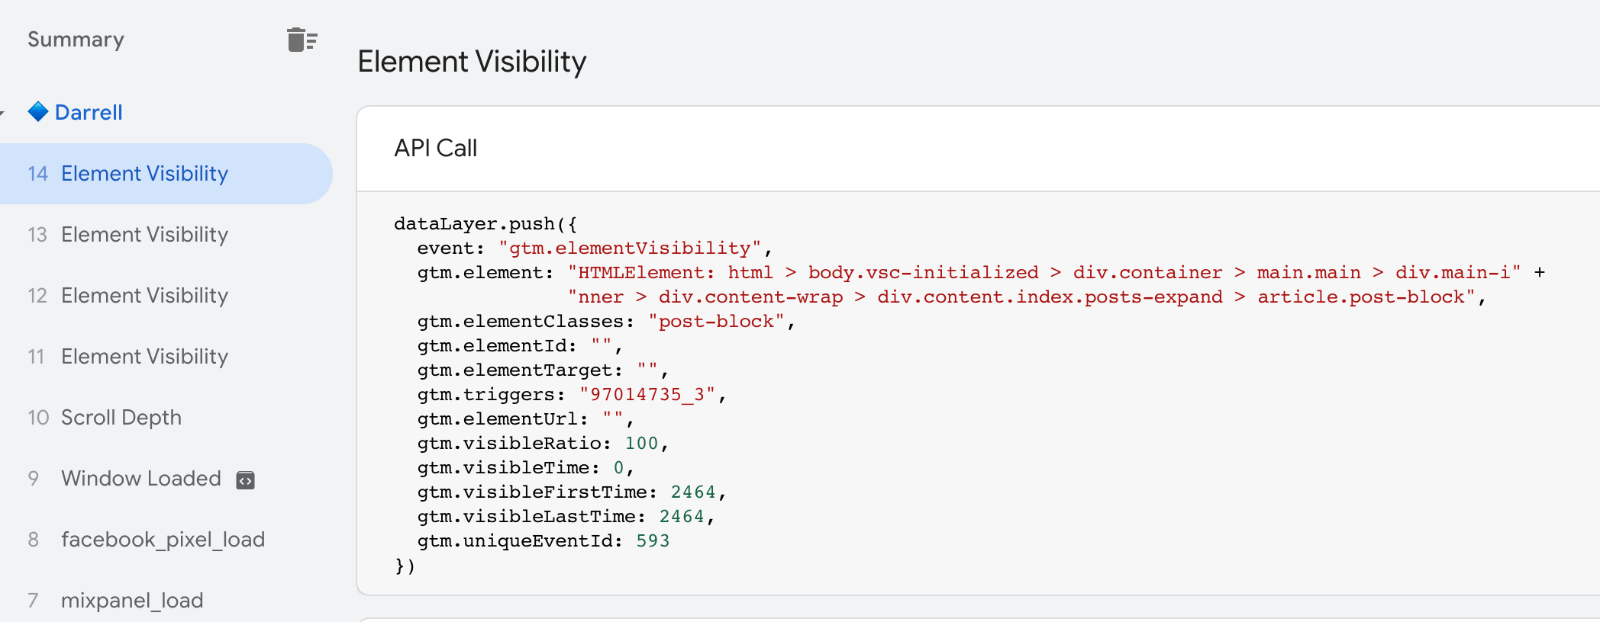 Summary
Darrell
14 Element Visibility
13 Element Visibility
12 Element Visibility
11 Element Visibility
10 Scroll Depth
9 Window Loaded
8 facebook_pixel_load
7 mixpanel_load
Element Visibility
API Call
dataLayer.push({
event: "gtm.elementVisibility",
gtm.element: "HTMLElement: html > body.vsc-initialized > div.container > main.main > div.main-i" +
"nner > div.content-wrap > div.content.index.posts-expand > article.post-block",
gtm.elementClasses: "post-block",
gtm.elementId: "",
gtm.elementTarget: "",
gtm.triggers: "97014735_3",
gtm.elementUrl: "",
gtm.visibleRatio: 100,
gtm.visibleTime: 0,
gtm.visibleFirstTime: 2464,
gtm.visibleLastTime: 2464,
gtm.uniqueEventId: 593
})